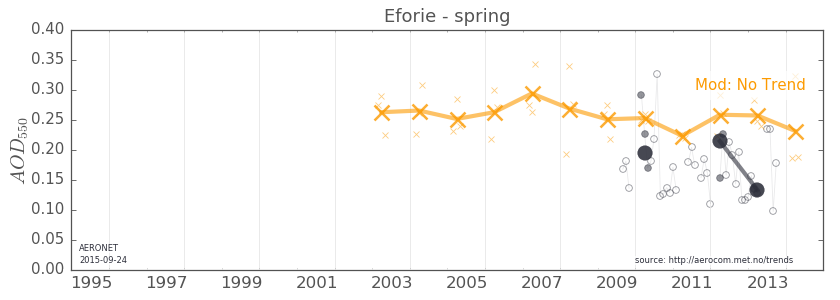 Eforie - spring
0.40
0.35
0.30
0.25
0.20
0.15
0.10
0.05
0.00
AOD550
Mod: No Trend
AERONET
2015-09-24
source: http://aerocom.met.no/trends
1995 1997 1999 2001 2003 2005 2007 2009 2011 2013